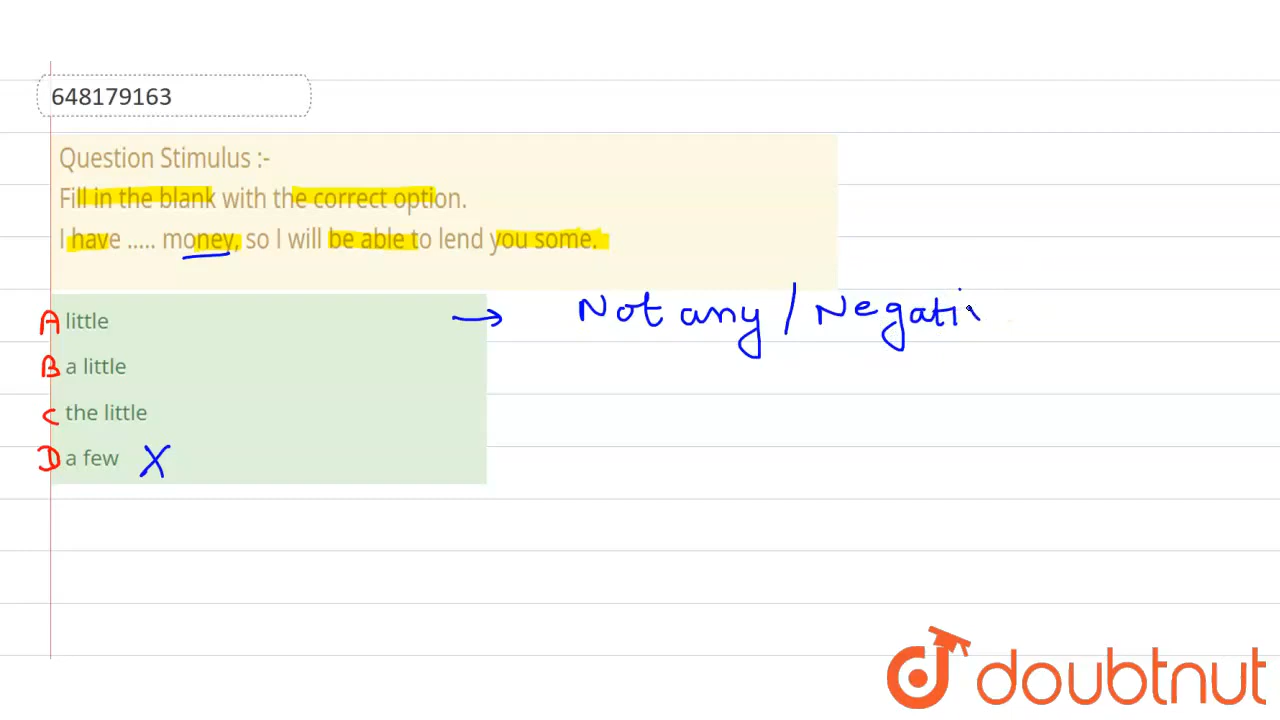 648179163
Question Stimulus :-
Fill in the blank with the correct option.
I have ..... money, so I will be able to lend you some.
A little
B a little
C the little
D a few X
→ Not any / Negativ
doubtnut